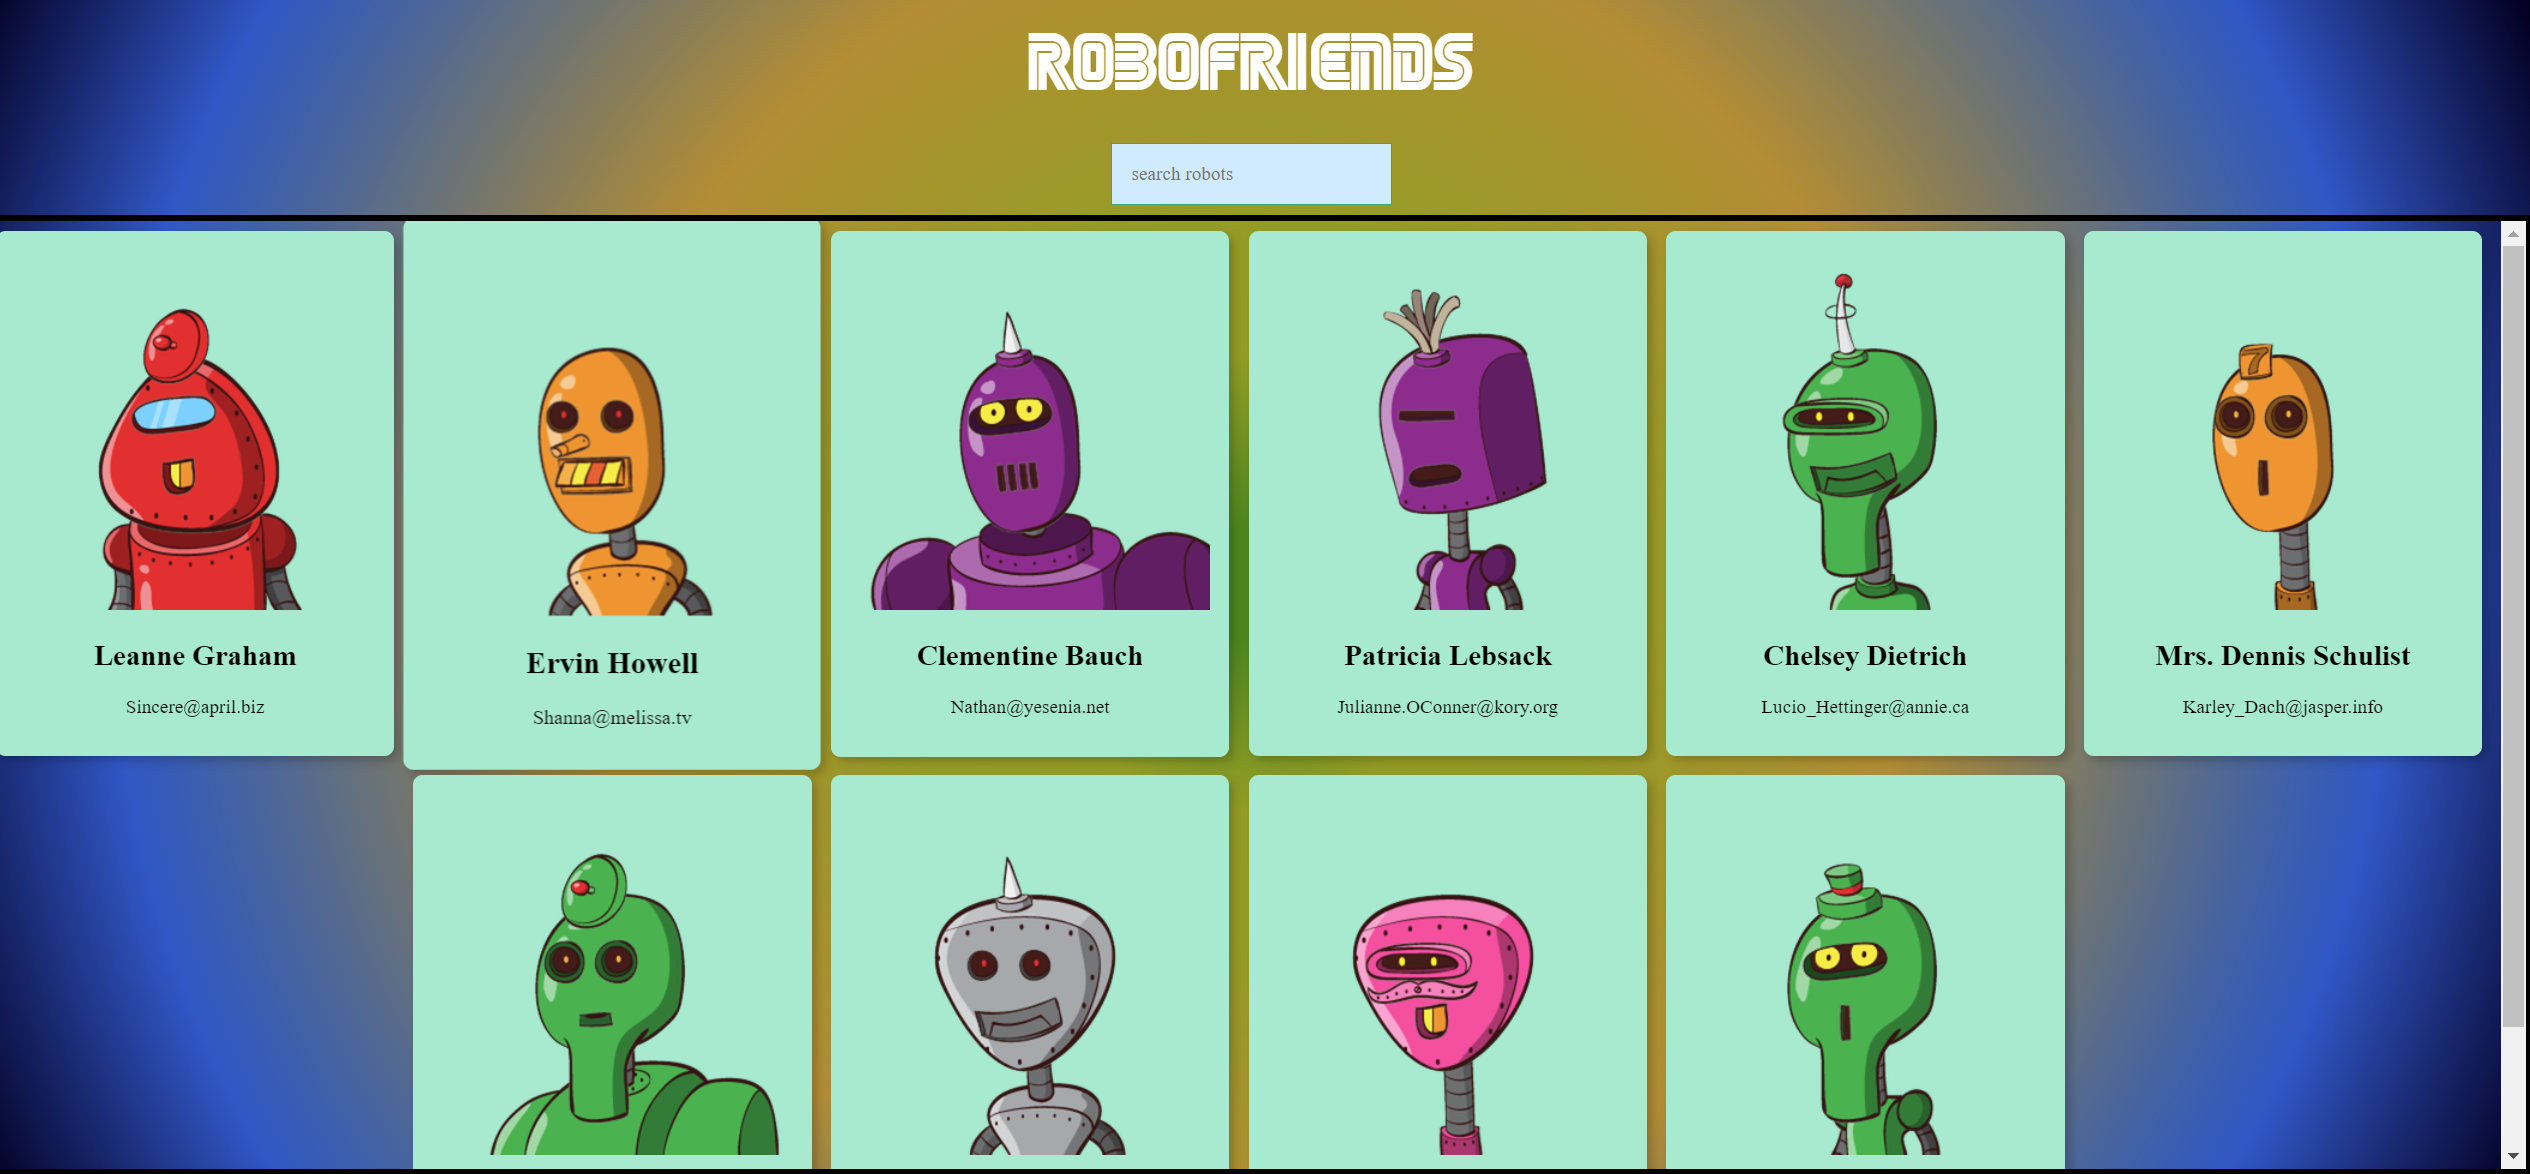 ROBOFRIENDS
search robots
7
Leanne Graham
Sincere@april.biz
Ervin Howell
Shanna@melissa.tv
Clementine Bauch
Nathan@yesenia.net
Patricia Lebsack
Julianne.OConner@kory.org
Chelsey Dietrich
Lucio_Hettinger@annie.ca
Mrs. Dennis Schulist
Karley_Dach@jasper.info